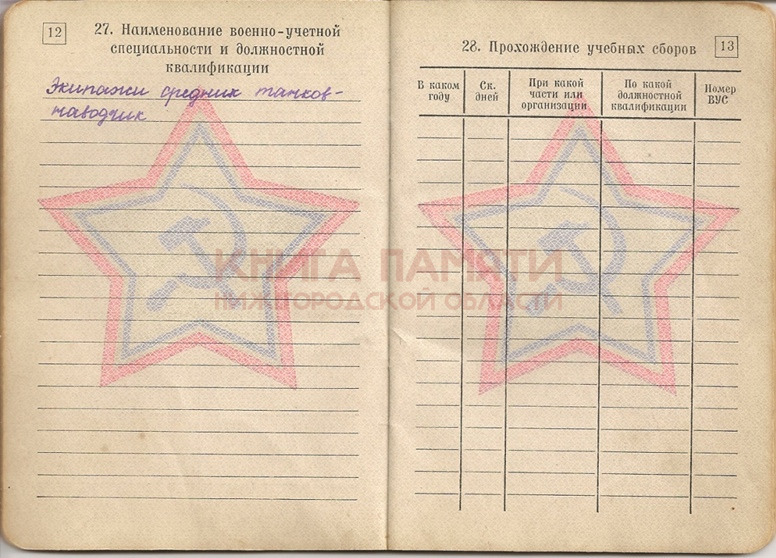 12
27. Наименование военно-учетной
специальности и должностной
квалификации
Экипажи средних танков-
наводчик
28. Прохождение учебных сборов
13
В каком
году
Ск.
дней
При какой
части или
организации
По какой
должностной
квалификации
Номер
ВУС
КНИГА ПАМЯТИ
НИЖЕГОРОДСКОЙ ОБЛАСТИ